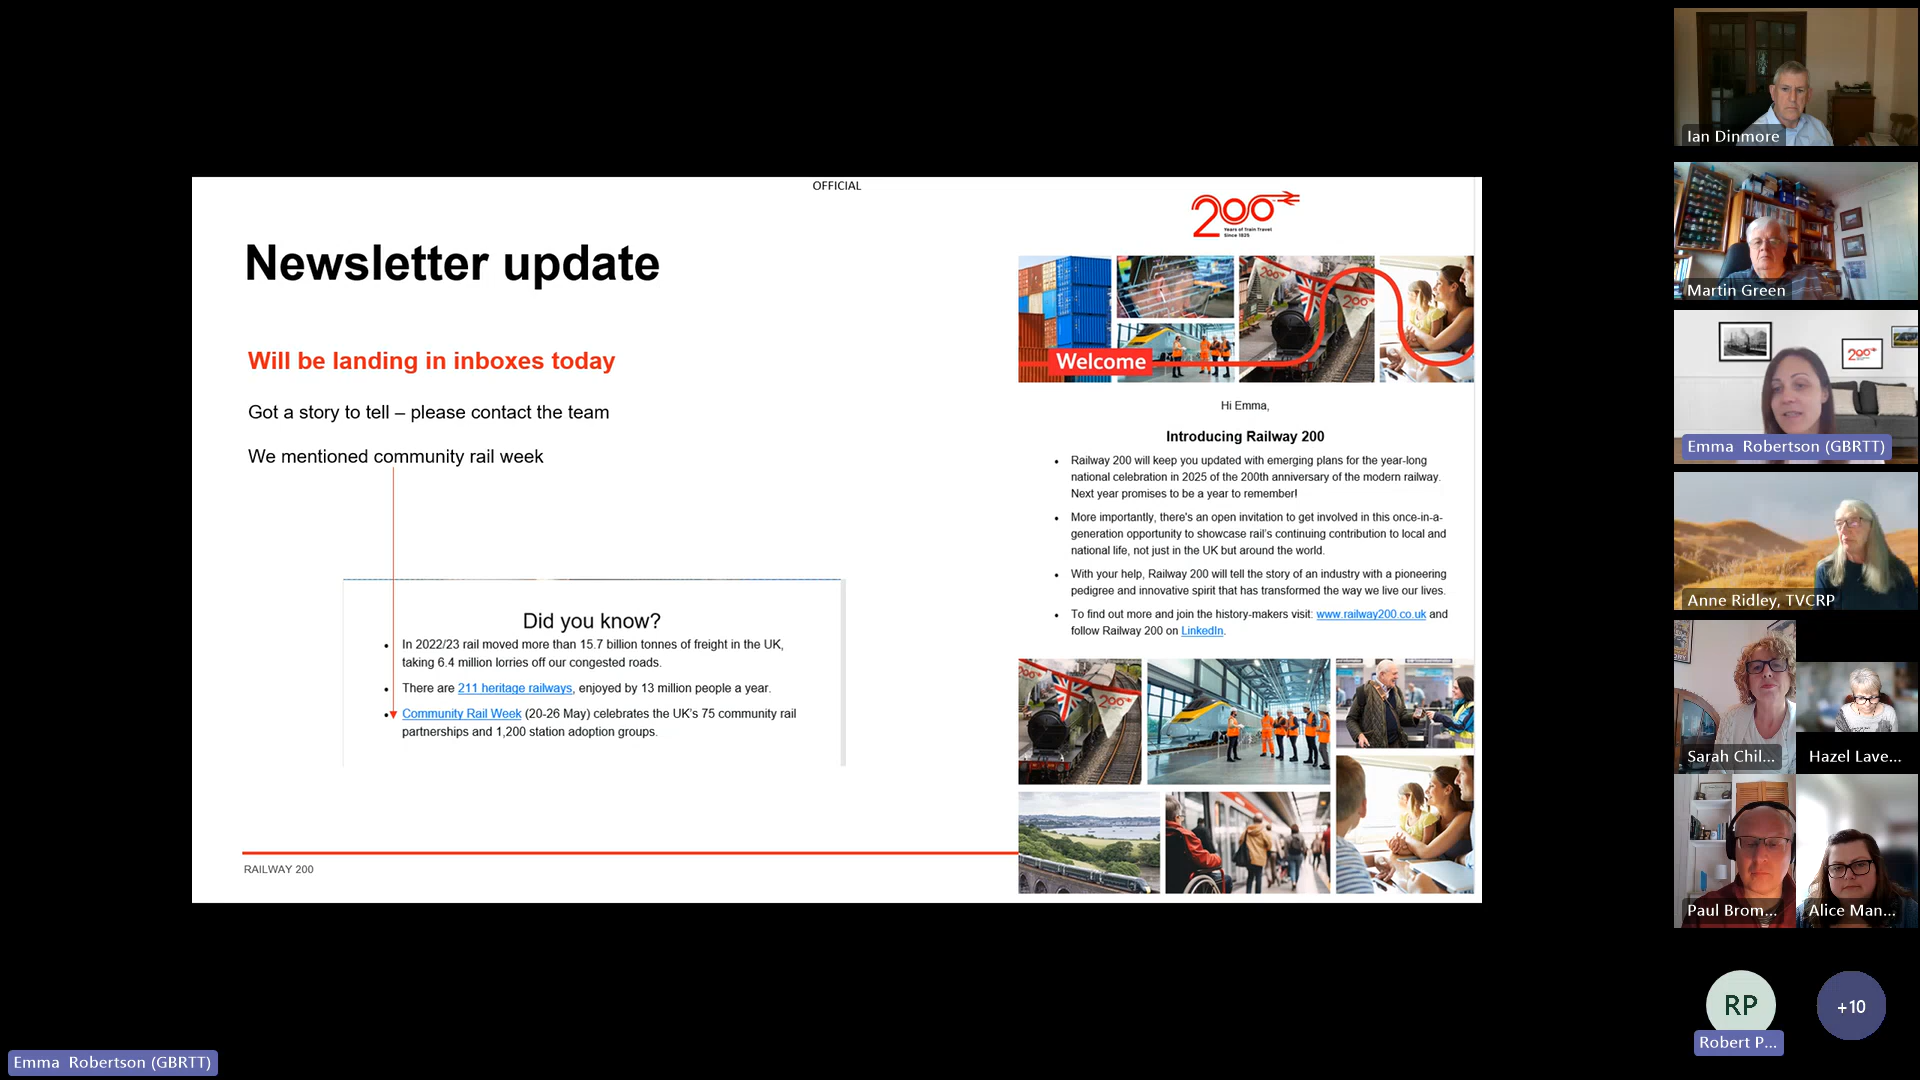 OFFICIAL
Newsletter update
Will be landing in inboxes today
Got a story to tell – please contact the team
We mentioned community rail week
Did you know?
• In 2022/23 rail moved more than 15.7 billion tonnes of freight in the UK,
taking 6.4 million lorries off our congested roads.
• There are 211 heritage railways, enjoyed by 13 million people a year.
• Community Rail Week (20-26 May) celebrates the UK's 75 community rail
partnerships and 1,200 station adoption groups.
RAILWAY 200
200
Years of Train Travel
Since 1825
200
200
Welcome
Hi Emma,
Introducing Railway 200
• Railway 200 will keep you updated with emerging plans for the year-long
national celebration in 2025 of the 200th anniversary of the modern railway.
Next year promises to be a year to remember!
• More importantly, there's an open invitation to get involved in this once-in-a-
generation opportunity to showcase rail's continuing contribution to local and
national life, not just in the UK but around the world.
• With your help, Railway 200 will tell the story of an industry with a pioneering
pedigree and innovative spirit that has transformed the way we live our lives.
• To find out more and join the history-makers visit: www.railway200.co.uk and
follow Railway 200 on LinkedIn.
200
200
Ian Dinmore
Martin Green
200
Emma Robertson (GBRTT)
Anne Ridley, TVCRP
Sarah Chil...
Hazel Lave...
Paul Brom...
Alice Man...
RP
+10
Robert P...
Emma Robertson (GBRTT)